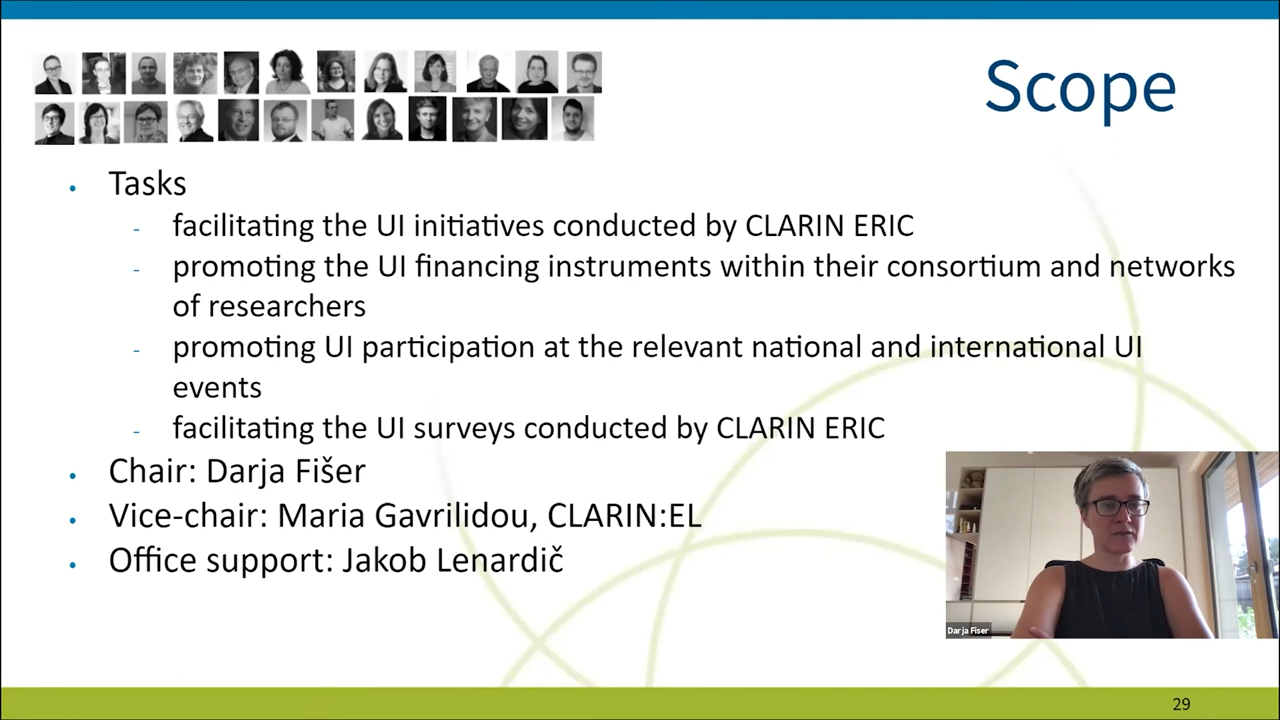 Scope
• Tasks
- facilitating the UI initiatives conducted by CLARIN ERIC
- promoting the UI financing instruments within their consortium and networks
of researchers
- promoting UI participation at the relevant national and international UI
events
- facilitating the UI surveys conducted by CLARIN ERIC
• Chair: Darja Fišer
• Vice-chair: Maria Gavrilidou, CLARIN:EL
• Office support: Jakob Lenardič
Darja Fiser
29